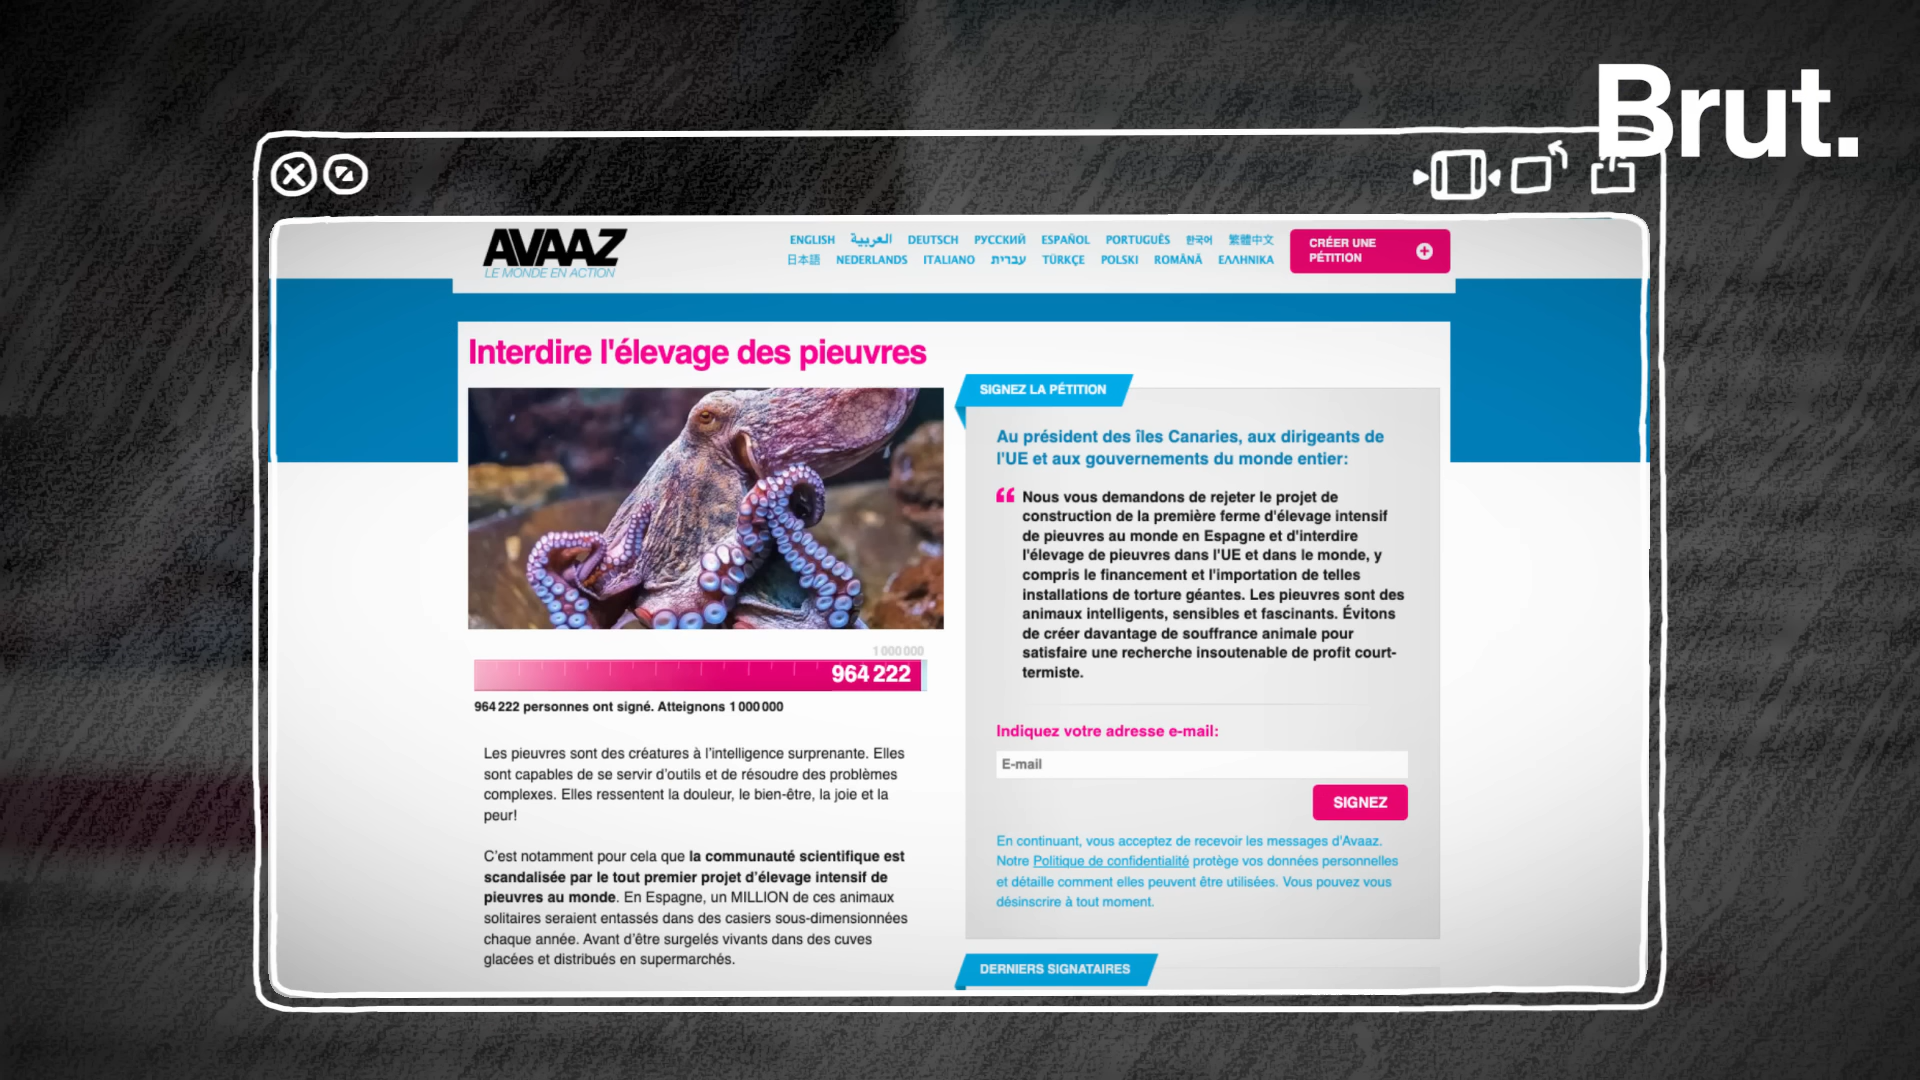 Brut.
AVAAZ
LE MONDE EN ACTION
ENGLISH العربية DEUTSCH РУССКИЙ ESPAÑOL PORTUGUÊS 한국어 繁體中文
日本語 NEDERLANDS ITALIANO עברית TÜRKÇE POLSKI ROMÂNĂ ΕΛΛΗΝΙΚΑ
CRÉER UNE
PÉTITION
Interdire l'élevage des pieuvres
1 000 000
964 222
964 222 personnes ont signé. Atteignons 1 000 000
Les pieuvres sont des créatures à l'intelligence surprenante. Elles
sont capables de se servir d'outils et de résoudre des problèmes
complexes. Elles ressentent la douleur, le bien-être, la joie et la
peur!
C'est notamment pour cela que la communauté scientifique est
scandalisée par le tout premier projet d'élevage intensif de
pieuvres au monde. En Espagne, un MILLION de ces animaux
solitaires seraient entassés dans des casiers sous-dimensionnées
chaque année. Avant d'être surgelés vivants dans des cuves
glacées et distribués en supermarchés.
SIGNEZ LA PÉTITION
Au président des îles Canaries, aux dirigeants de
l'UE et aux gouvernements du monde entier:
Nous vous demandons de rejeter le projet de
construction de la première ferme d'élevage intensif
de pieuvres au monde en Espagne et d'interdire
l'élevage de pieuvres dans l'UE et dans le monde, y
compris le financement et l'importation de telles
installations de torture géantes. Les pieuvres sont des
animaux intelligents, sensibles et fascinants. Évitons
de créer davantage de souffrance animale pour
satisfaire une recherche insoutenable de profit court-
termiste.
Indiquez votre adresse e-mail:
E-mail
SIGNEZ
En continuant, vous acceptez de recevoir les messages d'Avaaz.
Notre Politique de confidentialité protège vos données personnelles
et détaille comment elles peuvent être utilisées. Vous pouvez vous
désinscrire à tout moment.
DERNIERS SIGNATAIRES